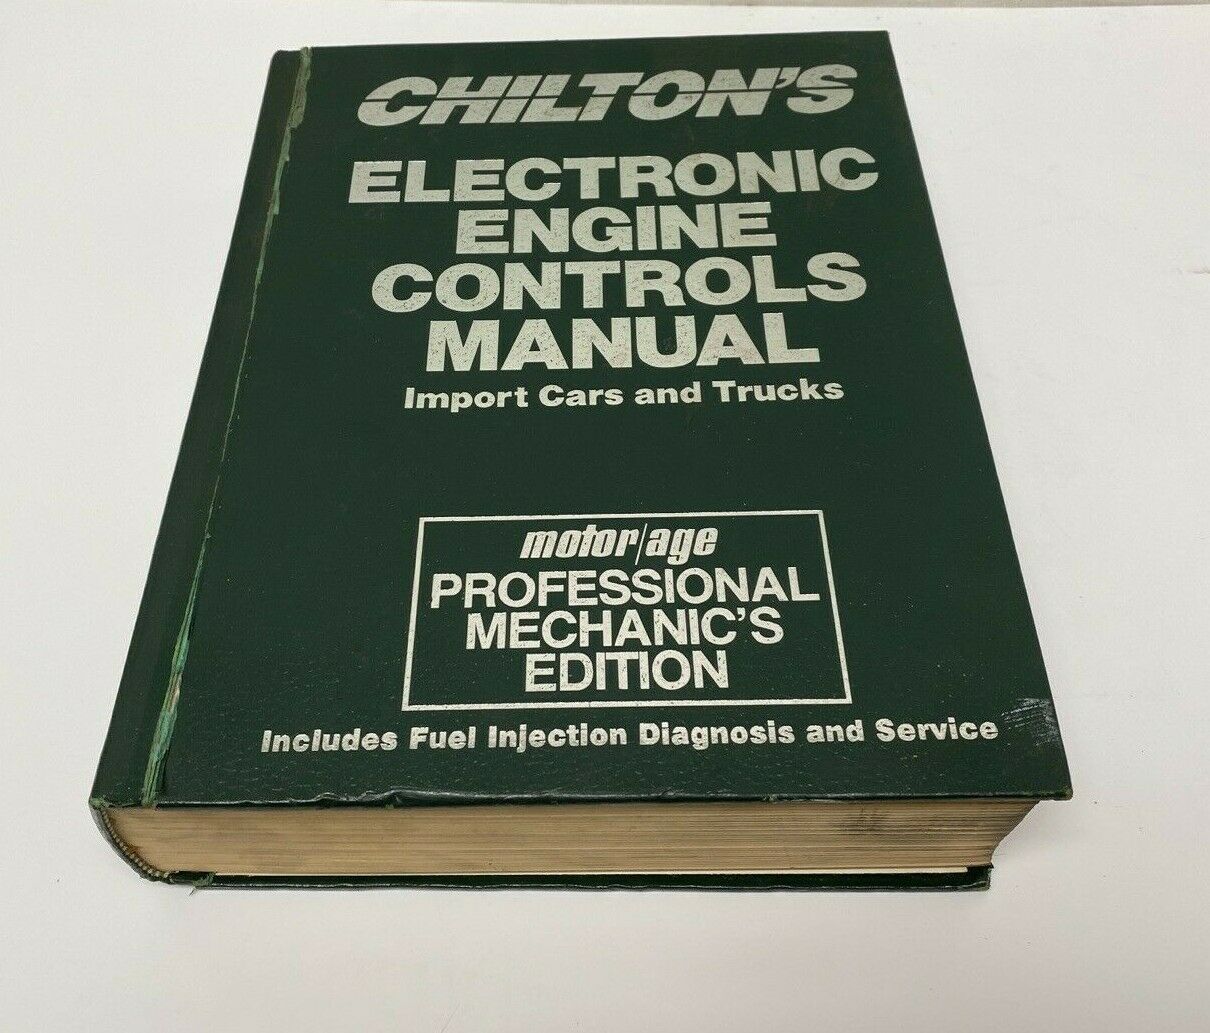 CHILTON'S
ELECTRONIC
ENGINE
CONTROLS
MANUAL
Import Cars and Trucks
motor/age
PROFESSIONAL
MECHANIC'S
EDITION
Includes Fuel Injection Diagnosis and Service